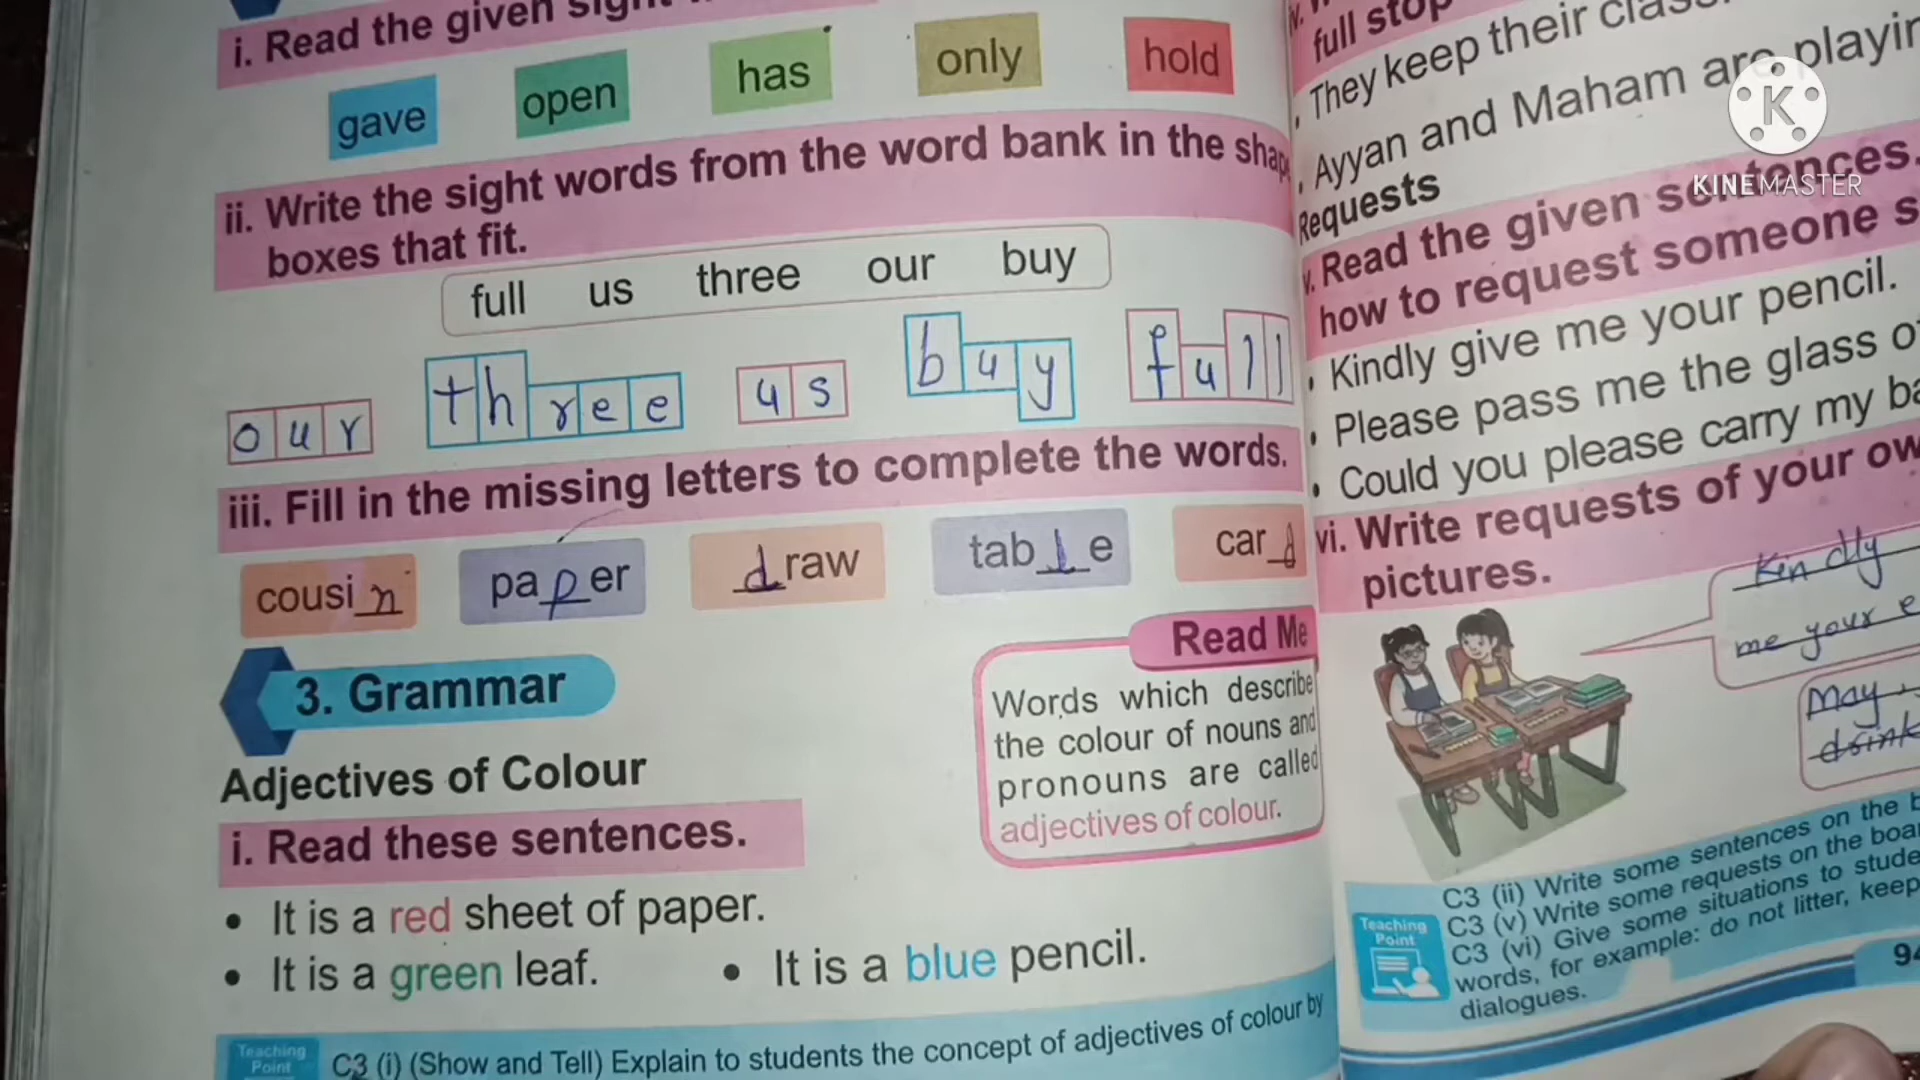 i. Read the given
gave open has only hold
ii. Write the sight words from the word bank in the
boxes that fit.
full us three our buy
our three us buy full
iii. Fill in the missing letters to complete the words.
cousin paper draw table card
3. Grammar
Read Me
Words which describe
the colour of nouns and
pronouns are called
adjectives of colour.
Adjectives of Colour
i. Read these sentences.
• It is a red sheet of paper.
• It is a green leaf. • It is a blue pencil.
Teaching
Point
C3 (i) (Show and Tell) Explain to students the concept of adjectives of colour by
full stop
They keep their
Ayyan and Maham are
Requests
v. Read the given sentences.
how to request someone
• Kindly give me your pencil.
• Please pass me the glass
• Could you please carry my
vi. Write requests of your
pictures.
Kindly
me your
May
drink
Teaching
Point
C3 (ii) Write some sentences on the
C3 (v) Write some requests on the
C3 (vi) Give some situations to
words, for example: do not litter, keep
dialogues.
K
KINEMASTER